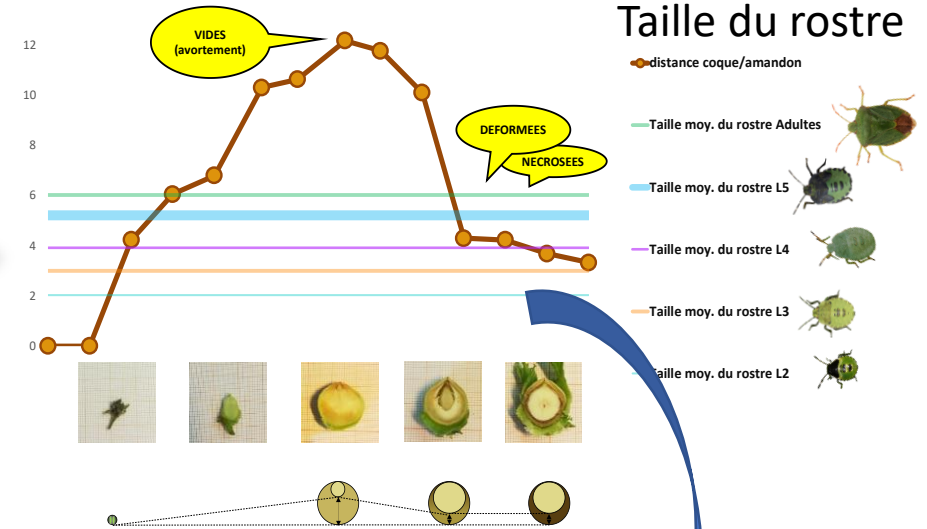 Taille du rostre
12
10
8
6
4
2
0
VIDES
(avortement)
DEFORMEES
NECROSEES
distance coque/amandon
Taille moy. du rostre Adultes
Taille moy. du rostre L5
Taille moy. du rostre L4
Taille moy. du rostre L3
Taille moy. du rostre L2